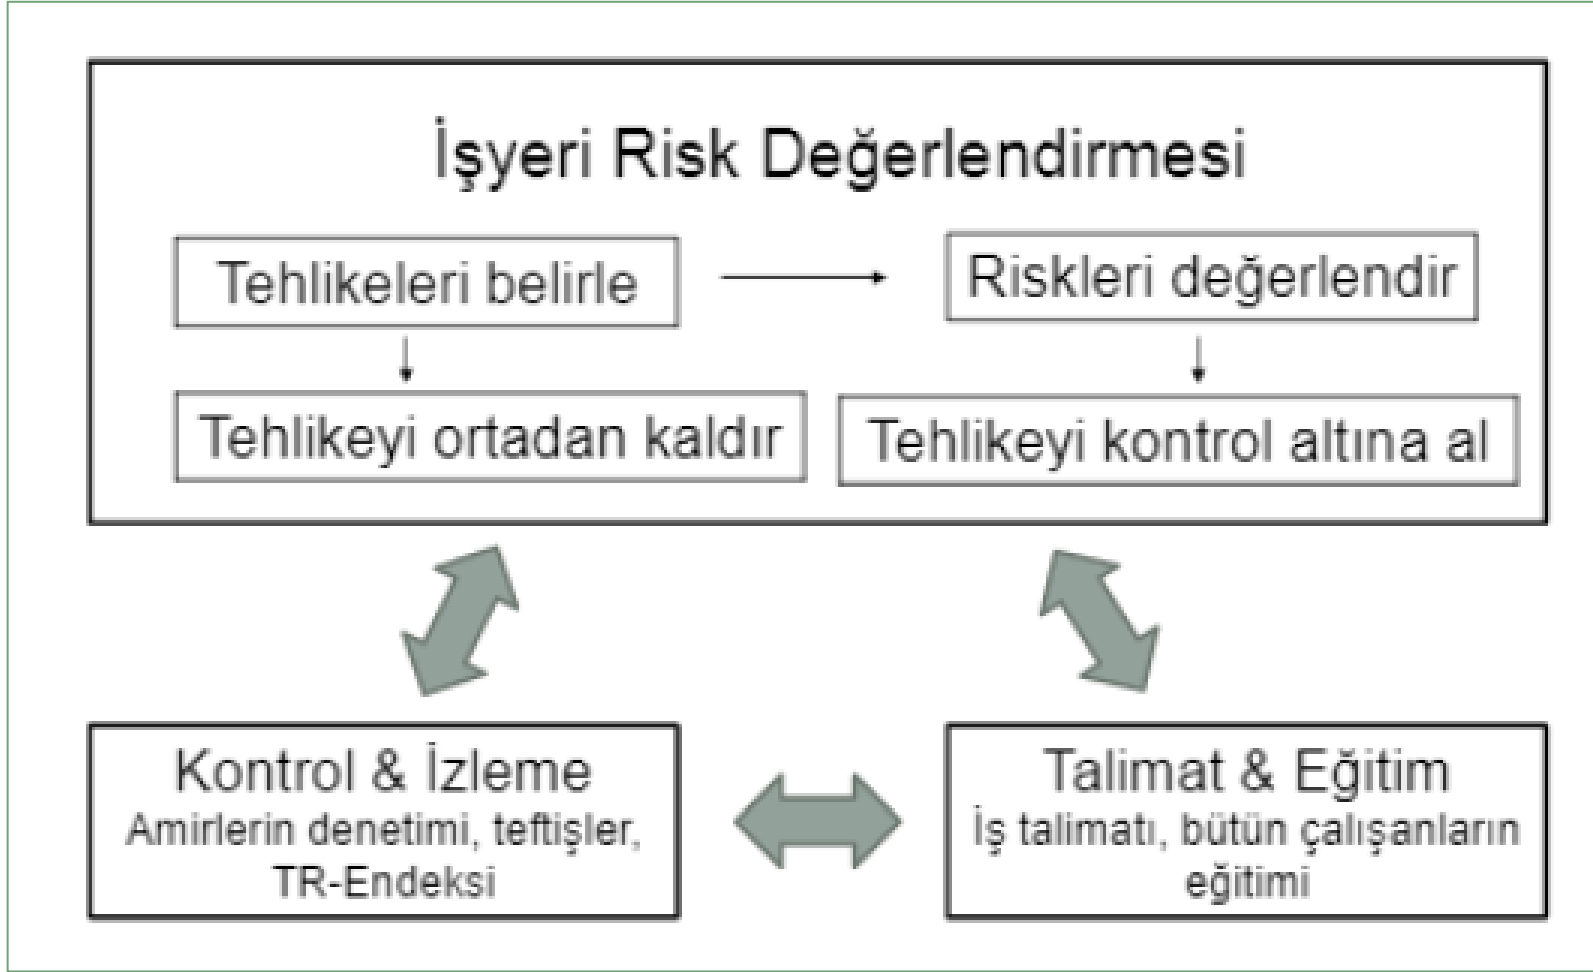 İşyeri Risk Değerlendirmesi
Tehlikeleri belirle
Riskleri değerlendir
Tehlikeyi ortadan kaldır
Tehlikeyi kontrol altına al
Kontrol & İzleme
Amirlerin denetimi, teftişler,
TR-Endeksi
Talimat & Eğitim
İş talimatı, bütün çalışanların
eğitimi